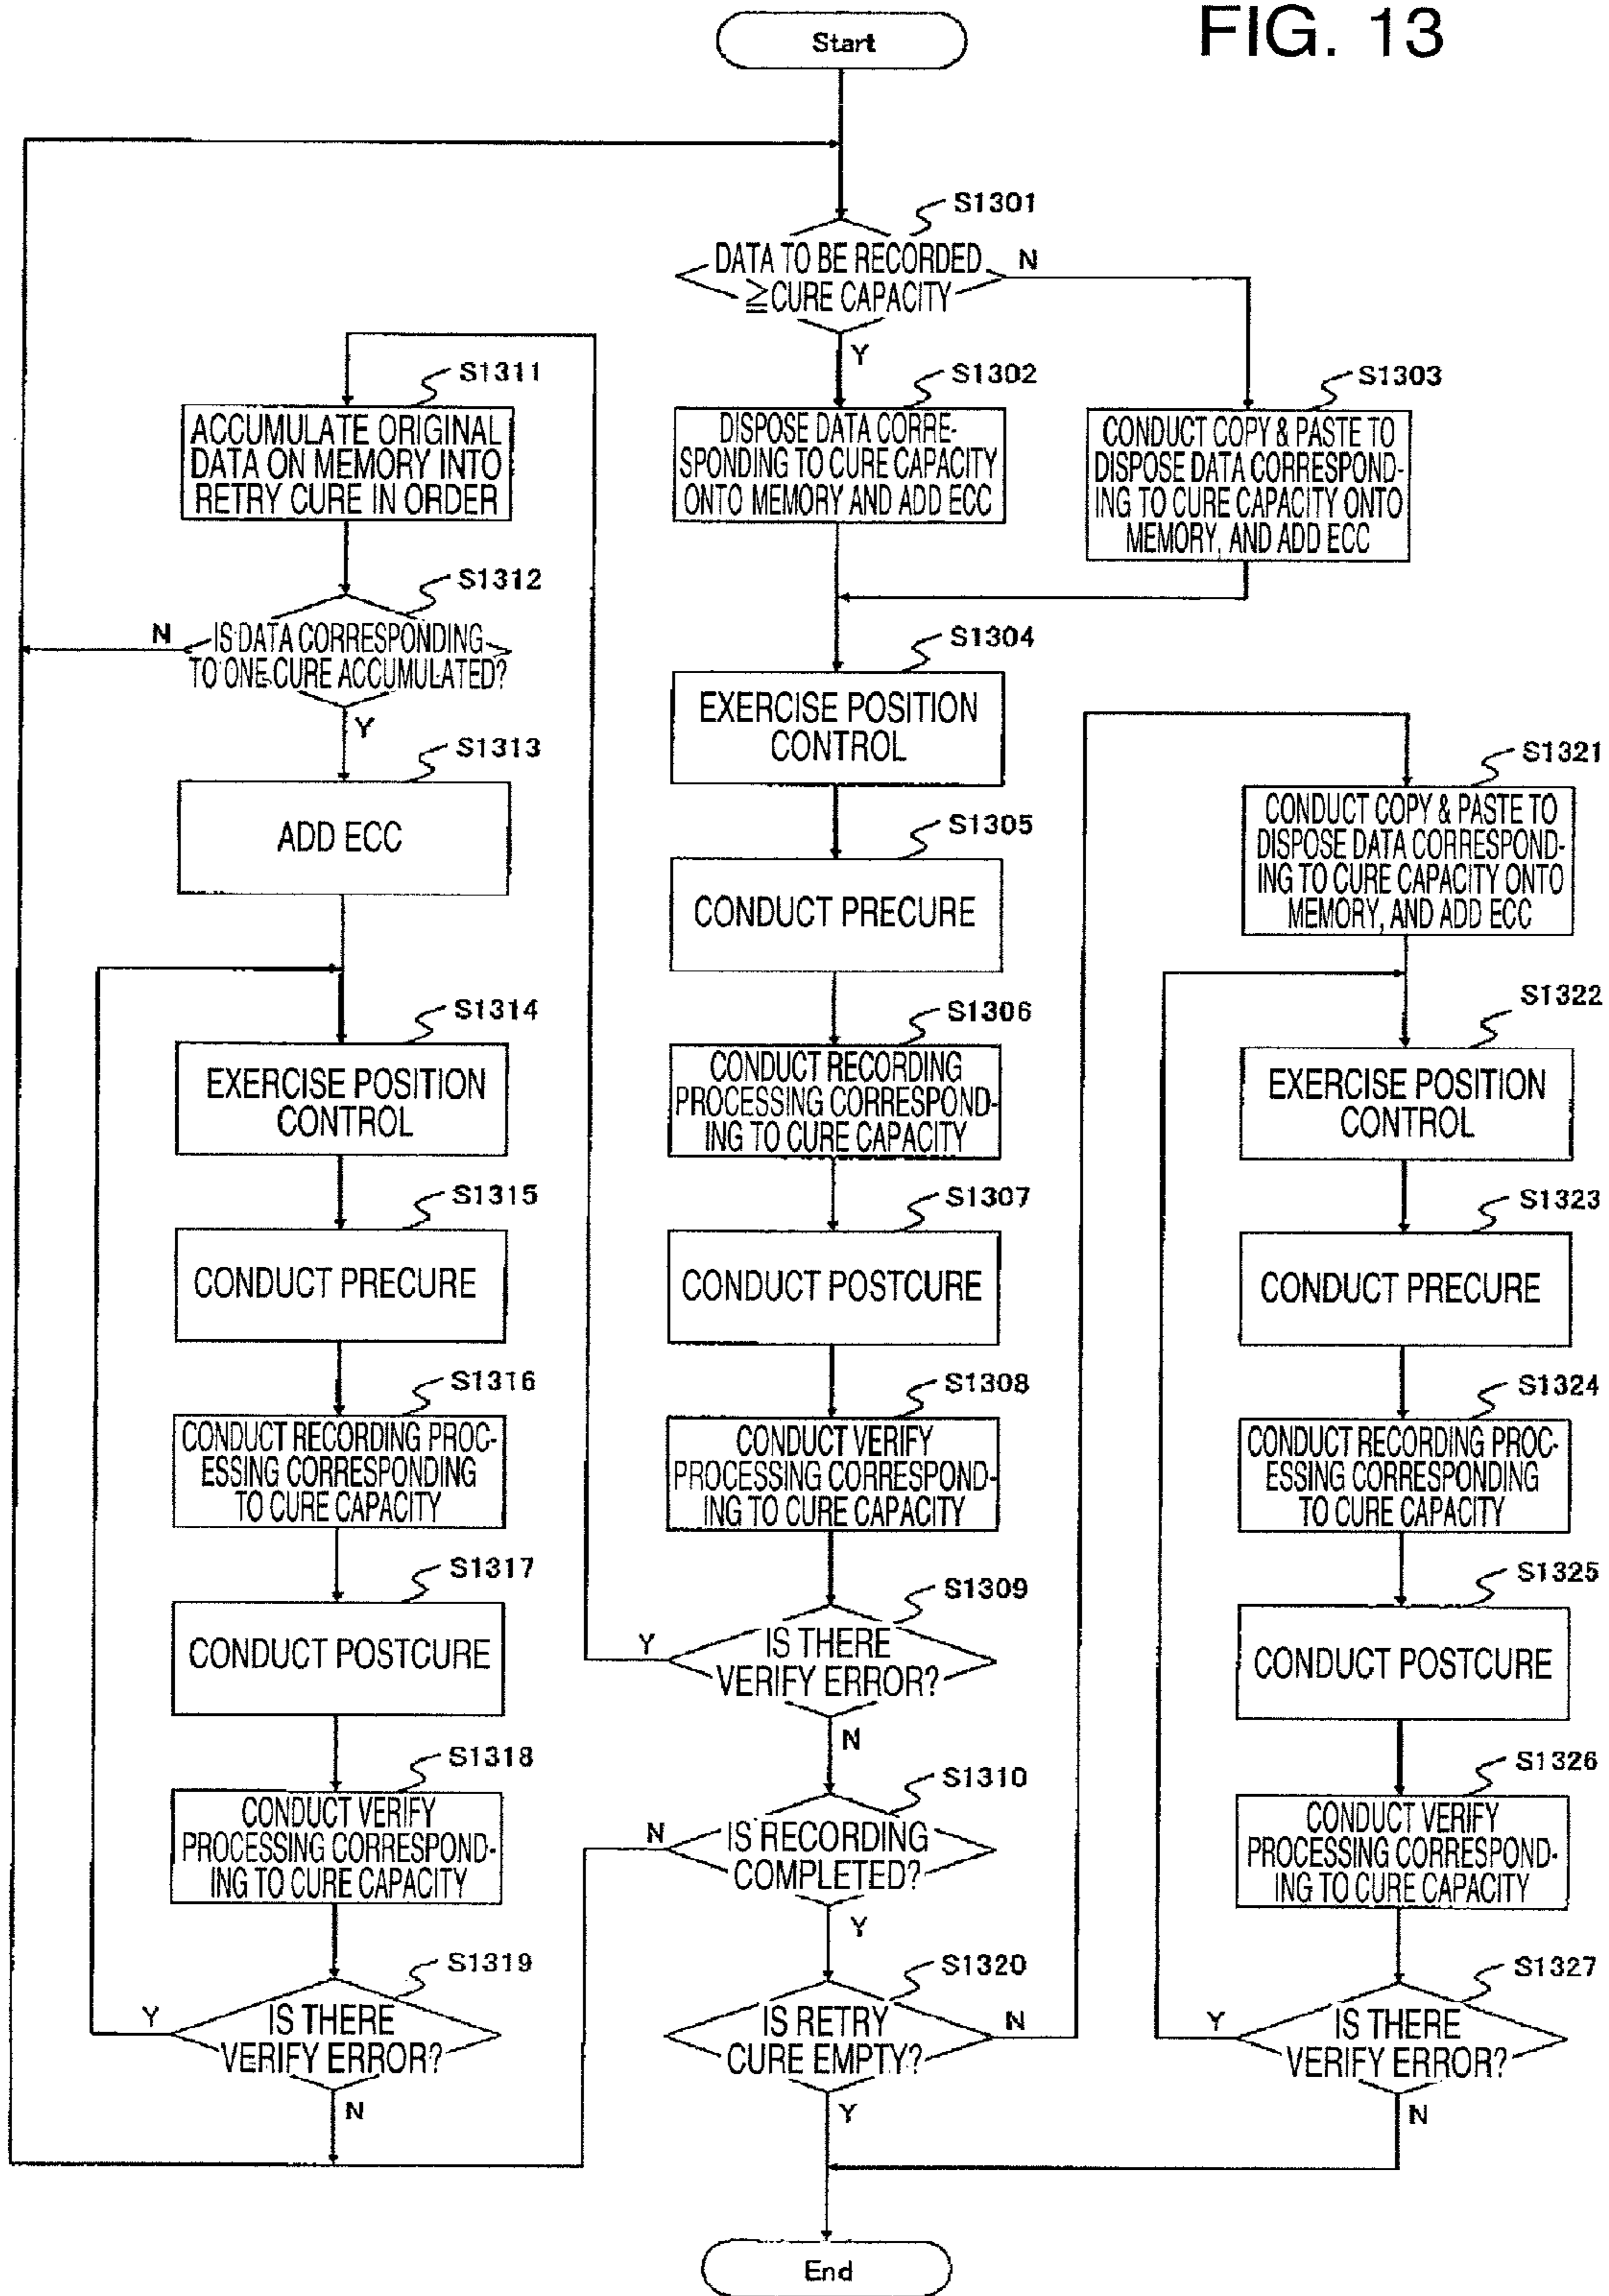 FIG. 13
Start
S1301
DATA TO BE RECORDED
≧CURE CAPACITY
N
Y
S1302
DISPOSE DATA CORRE-
SPONDING TO CURE CAPACITY
ONTO MEMORY AND ADD ECC
S1303
CONDUCT COPY & PASTE TO
DISPOSE DATA CORRESPOND-
ING TO CURE CAPACITY ONTO
MEMORY, AND ADD ECC
S1304
EXERCISE POSITION
CONTROL
S1305
CONDUCT PRECURE
S1306
CONDUCT RECORDING
PROCESSING CORRESPOND-
ING TO CURE CAPACITY
S1307
CONDUCT POSTCURE
S1308
CONDUCT VERIFY
PROCESSING CORRESPOND-
ING TO CURE CAPACITY
S1309
IS THERE
VERIFY ERROR?
Y
N
S1310
IS RECORDING
COMPLETED?
N
Y
S1311
ACCUMULATE ORIGINAL
DATA ON MEMORY INTO
RETRY CURE IN ORDER
S1312
IS DATA CORRESPONDING
TO ONE CURE ACCUMULATED?
N
Y
S1313
ADD ECC
S1314
EXERCISE POSITION
CONTROL
S1315
CONDUCT PRECURE
S1316
CONDUCT RECORDING PROC-
ESSING CORRESPONDING
TO CURE CAPACITY
S1317
CONDUCT POSTCURE
S1318
CONDUCT VERIFY
PROCESSING CORRESPOND-
ING TO CURE CAPACITY
S1319
IS THERE
VERIFY ERROR?
Y
N
S1320
IS RETRY
CURE EMPTY?
N
Y
S1321
CONDUCT COPY & PASTE TO
DISPOSE DATA CORRESPOND-
ING TO CURE CAPACITY ONTO
MEMORY, AND ADD ECC
S1322
EXERCISE POSITION
CONTROL
S1323
CONDUCT PRECURE
S1324
CONDUCT RECORDING PROC-
ESSING CORRESPONDING
TO CURE CAPACITY
S1325
CONDUCT POSTCURE
S1326
CONDUCT VERIFY
PROCESSING CORRESPOND-
ING TO CURE CAPACITY
S1327
IS THERE
VERIFY ERROR?
Y
N
End